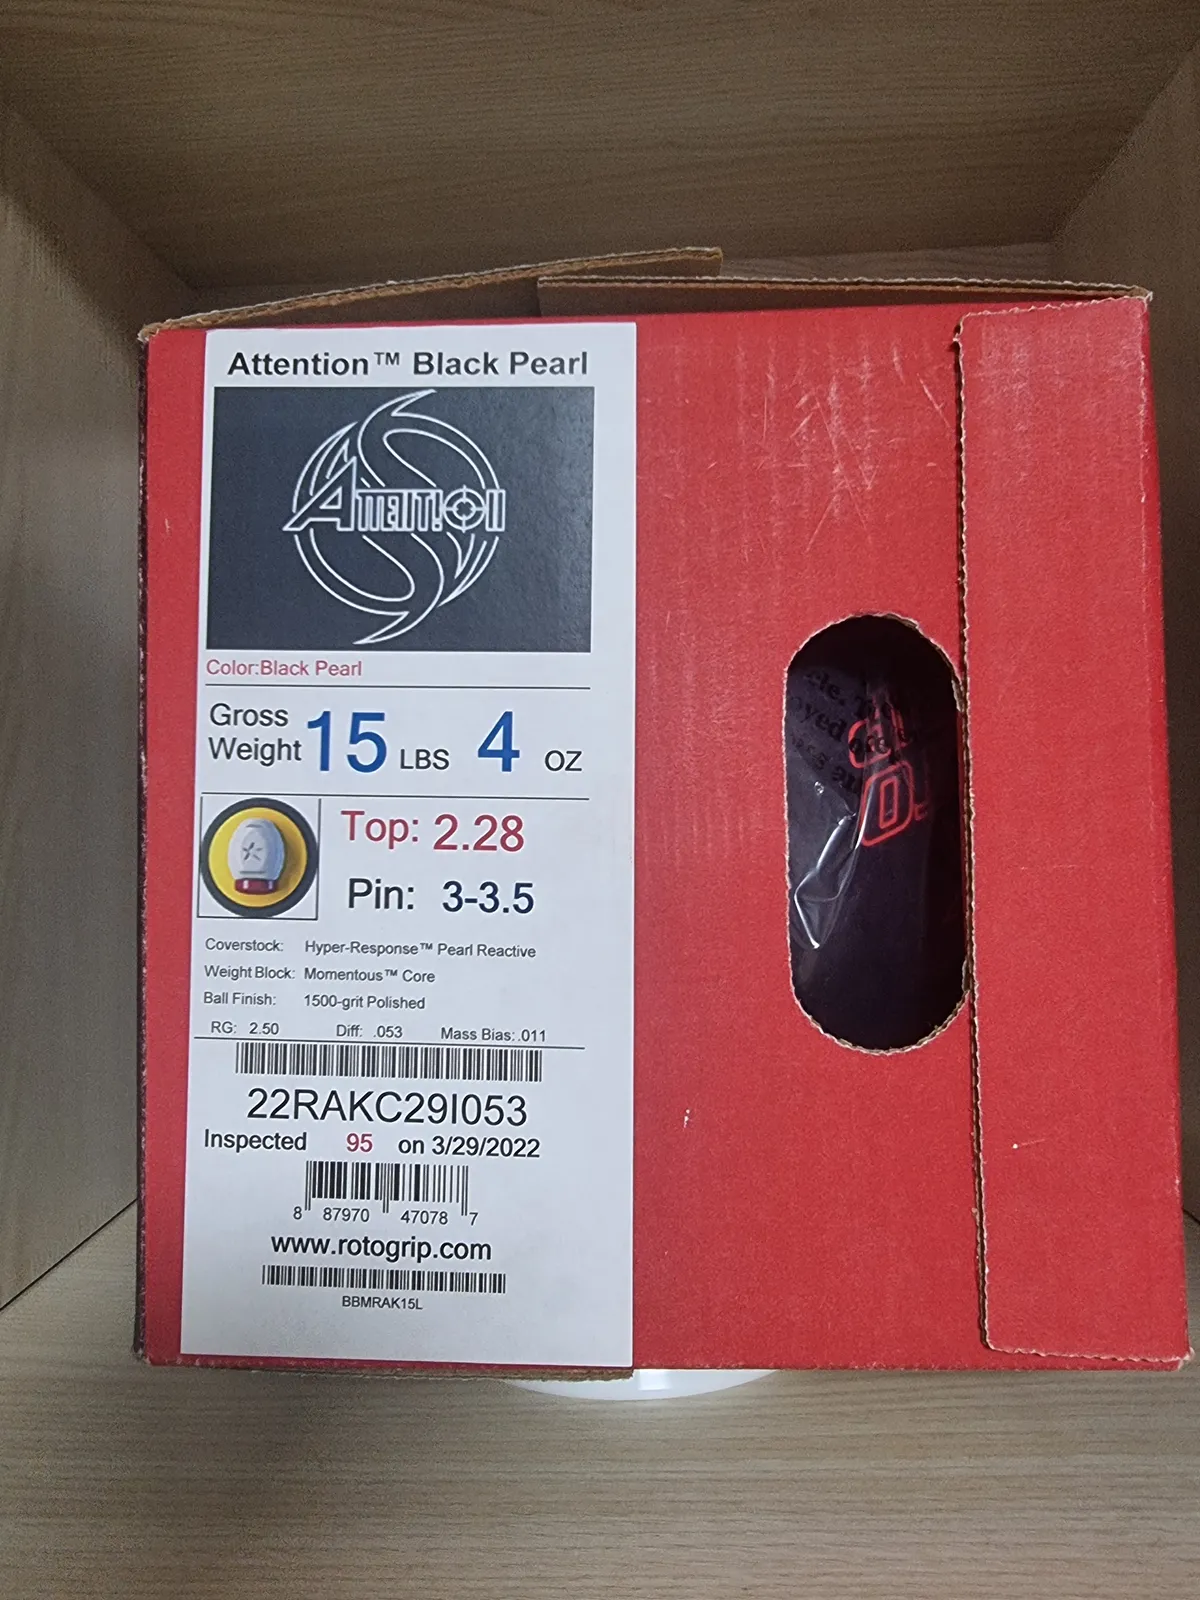 Attention™ Black Pearl
ATTENTION
Color:Black Pearl
Gross Weight 15 LBS 4 OZ
Top: 2.28
Pin: 3-3.5
Coverstock: Hyper-Response™ Pearl Reactive
Weight Block: Momentous™ Core
Ball Finish: 1500-grit Polished
RG: 2.50 Diff: .053 Mass Bias:.011
22RAKC29I053
Inspected 95 on 3/29/2022
8 87970 47078 7
www.rotogrip.com
BBMRAK15L